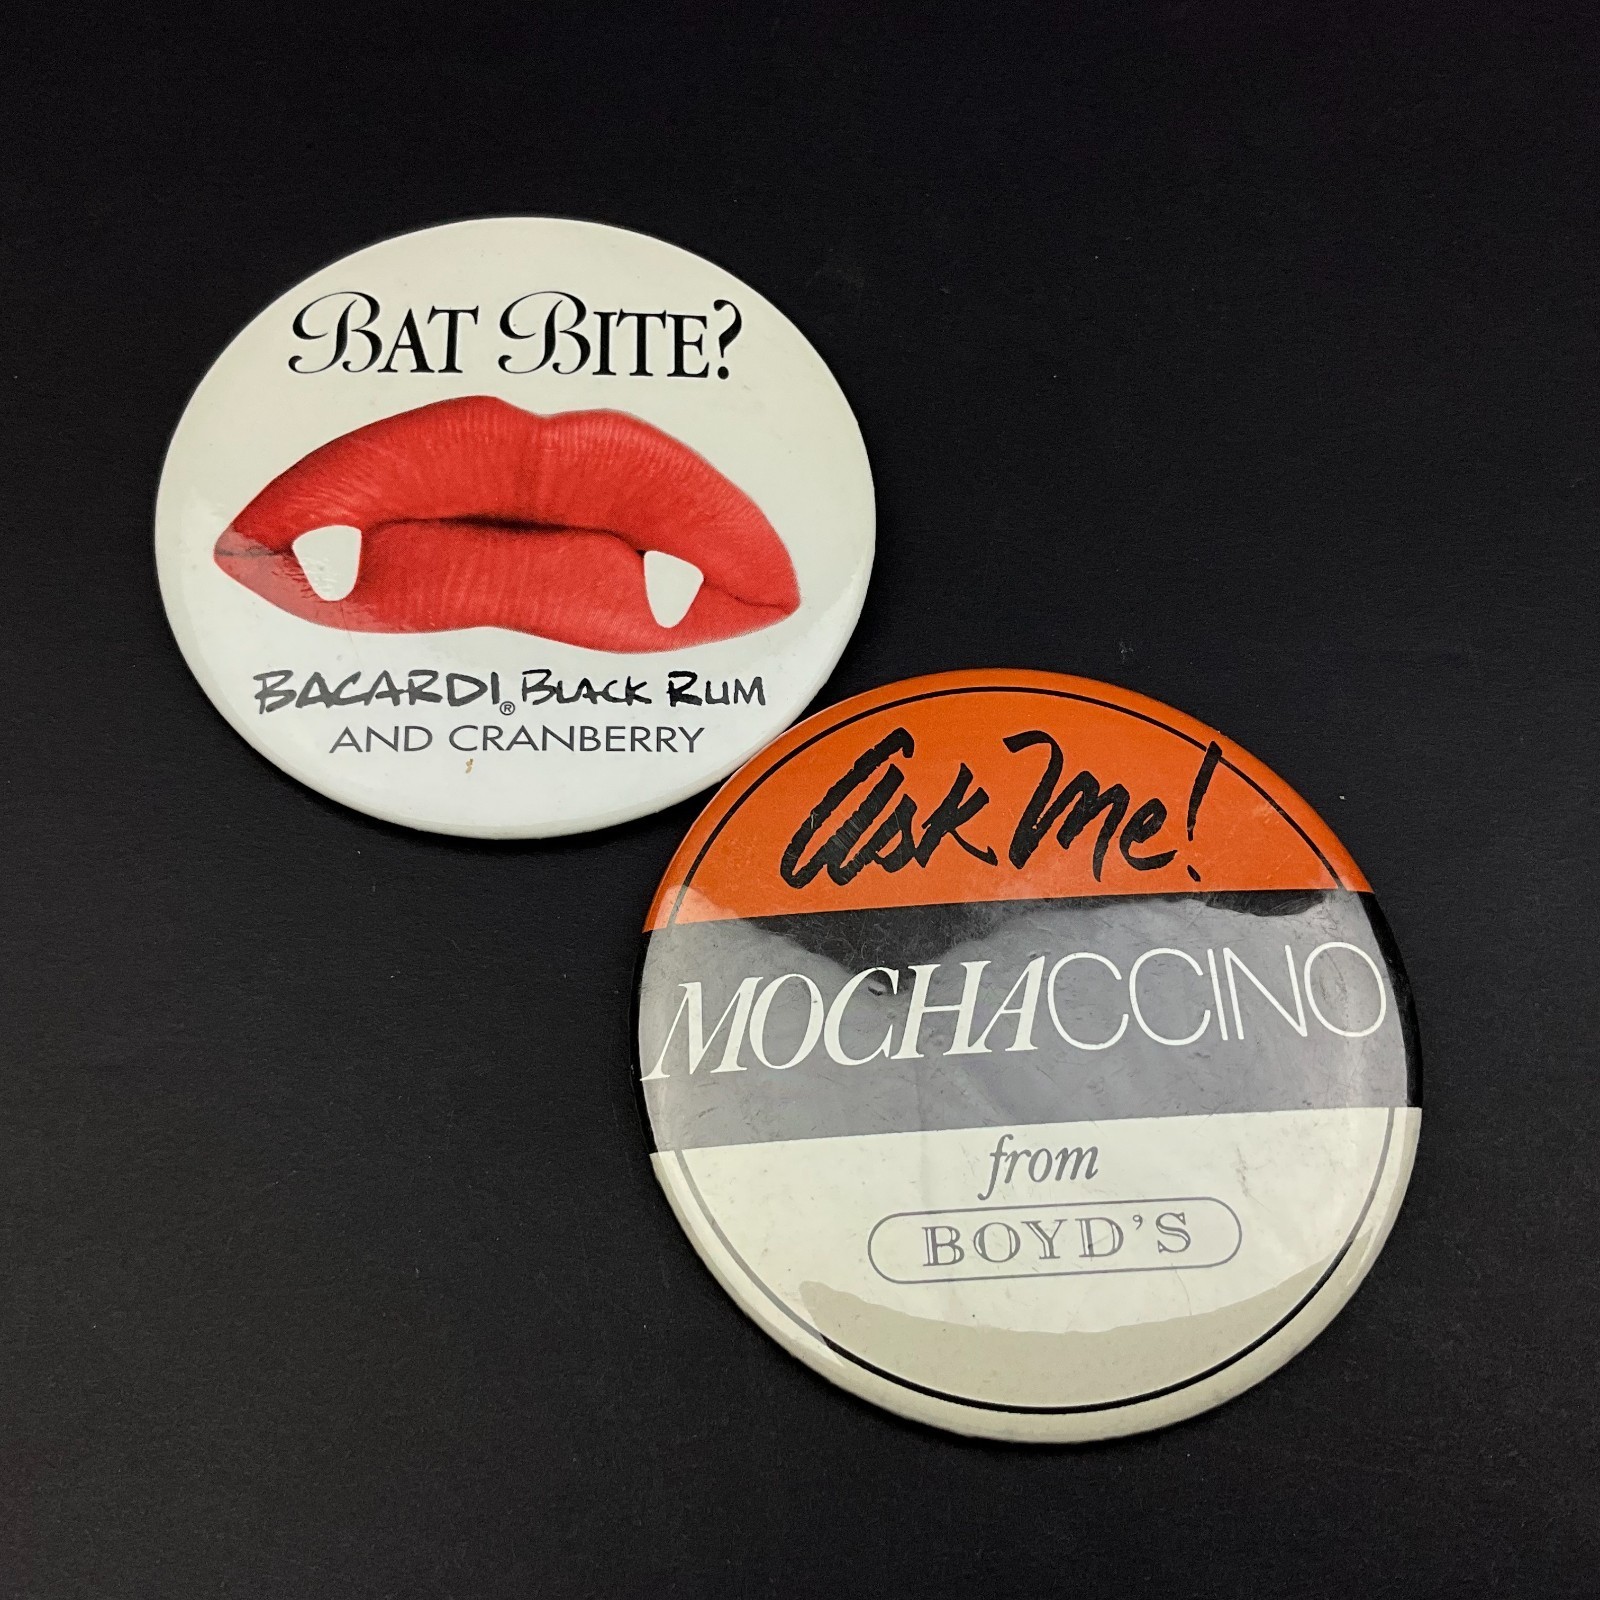 BAT BITE?
BACARDI® BLACK RUM
AND CRANBERRY
Ask Me!
MOCHACCINO
from
BOYD'S